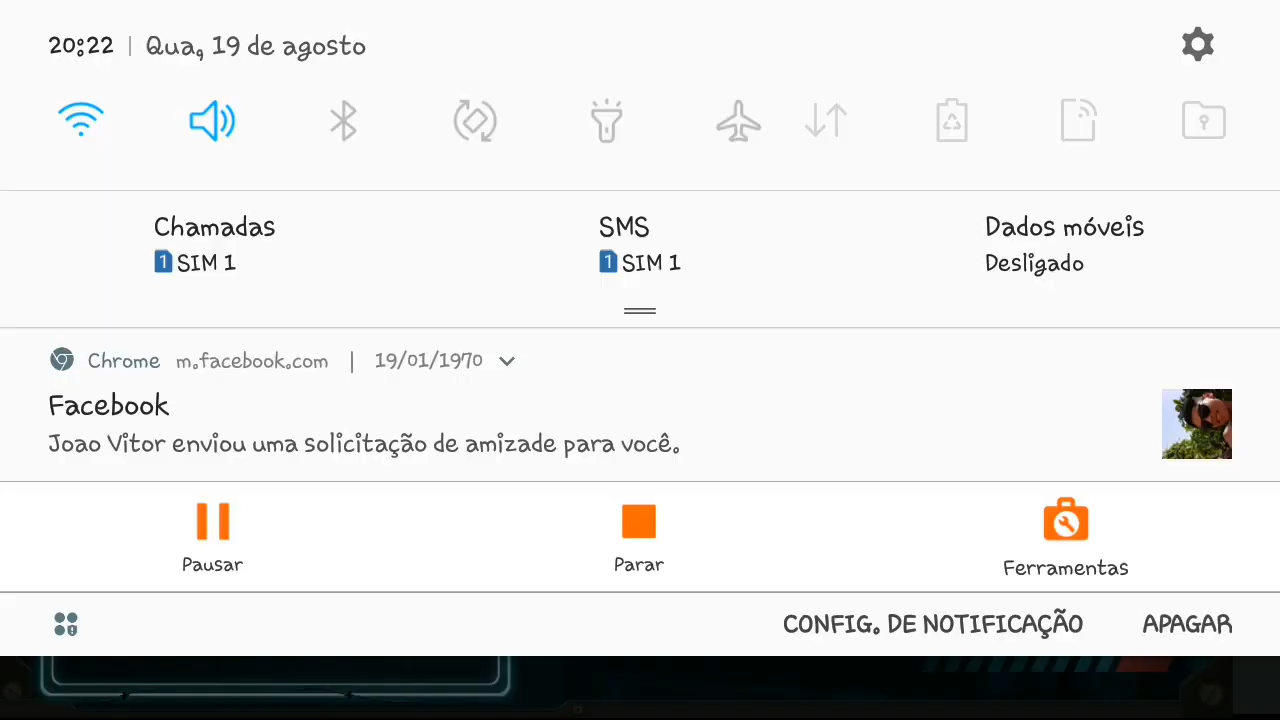 20:22 | Qua, 19 de agosto
Chamadas
1 SIM 1
SMS
1 SIM 1
Dados móveis
Desligado
Chrome m.facebook.com | 19/01/1970
Facebook
Joao Vitor enviou uma solicitação de amizade para você.
Pausar
Parar
Ferramentas
CONFIG. DE NOTIFICAÇÃO
APAGAR